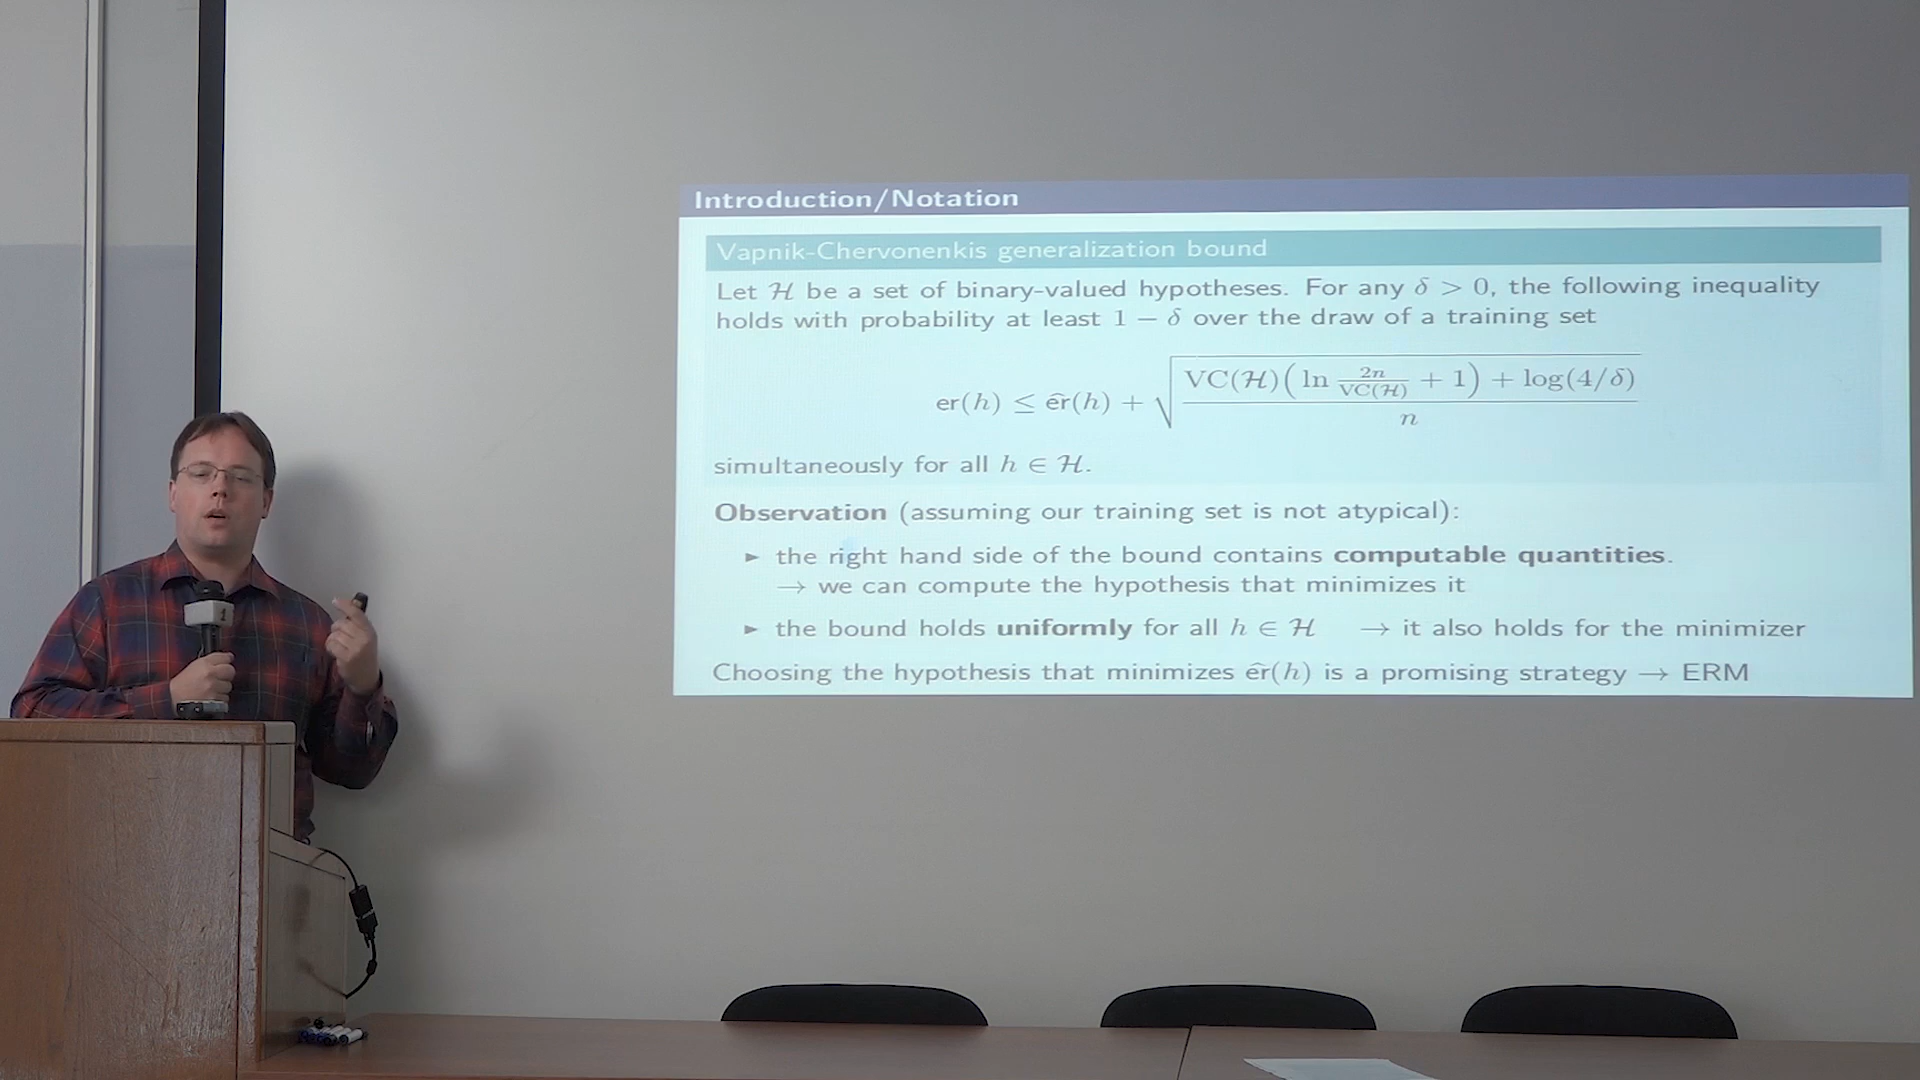 Introduction/Notation
Vapnik-Chervonenkis generalization bound
Let ℋ be a set of binary-valued hypotheses. For any δ > 0, the following inequality
holds with probability at least 1 − δ over the draw of a training set
er(h) ≤ êr(h) + √((VC(ℋ)(ln 2n/VC(ℋ) + 1) + log(4/δ))/n)
simultaneously for all h ∈ ℋ.
Observation (assuming our training set is not atypical):
► the right hand side of the bound contains computable quantities.
→ we can compute the hypothesis that minimizes it
► the bound holds uniformly for all h ∈ ℋ → it also holds for the minimizer
Choosing the hypothesis that minimizes êr(h) is a promising strategy → ERM